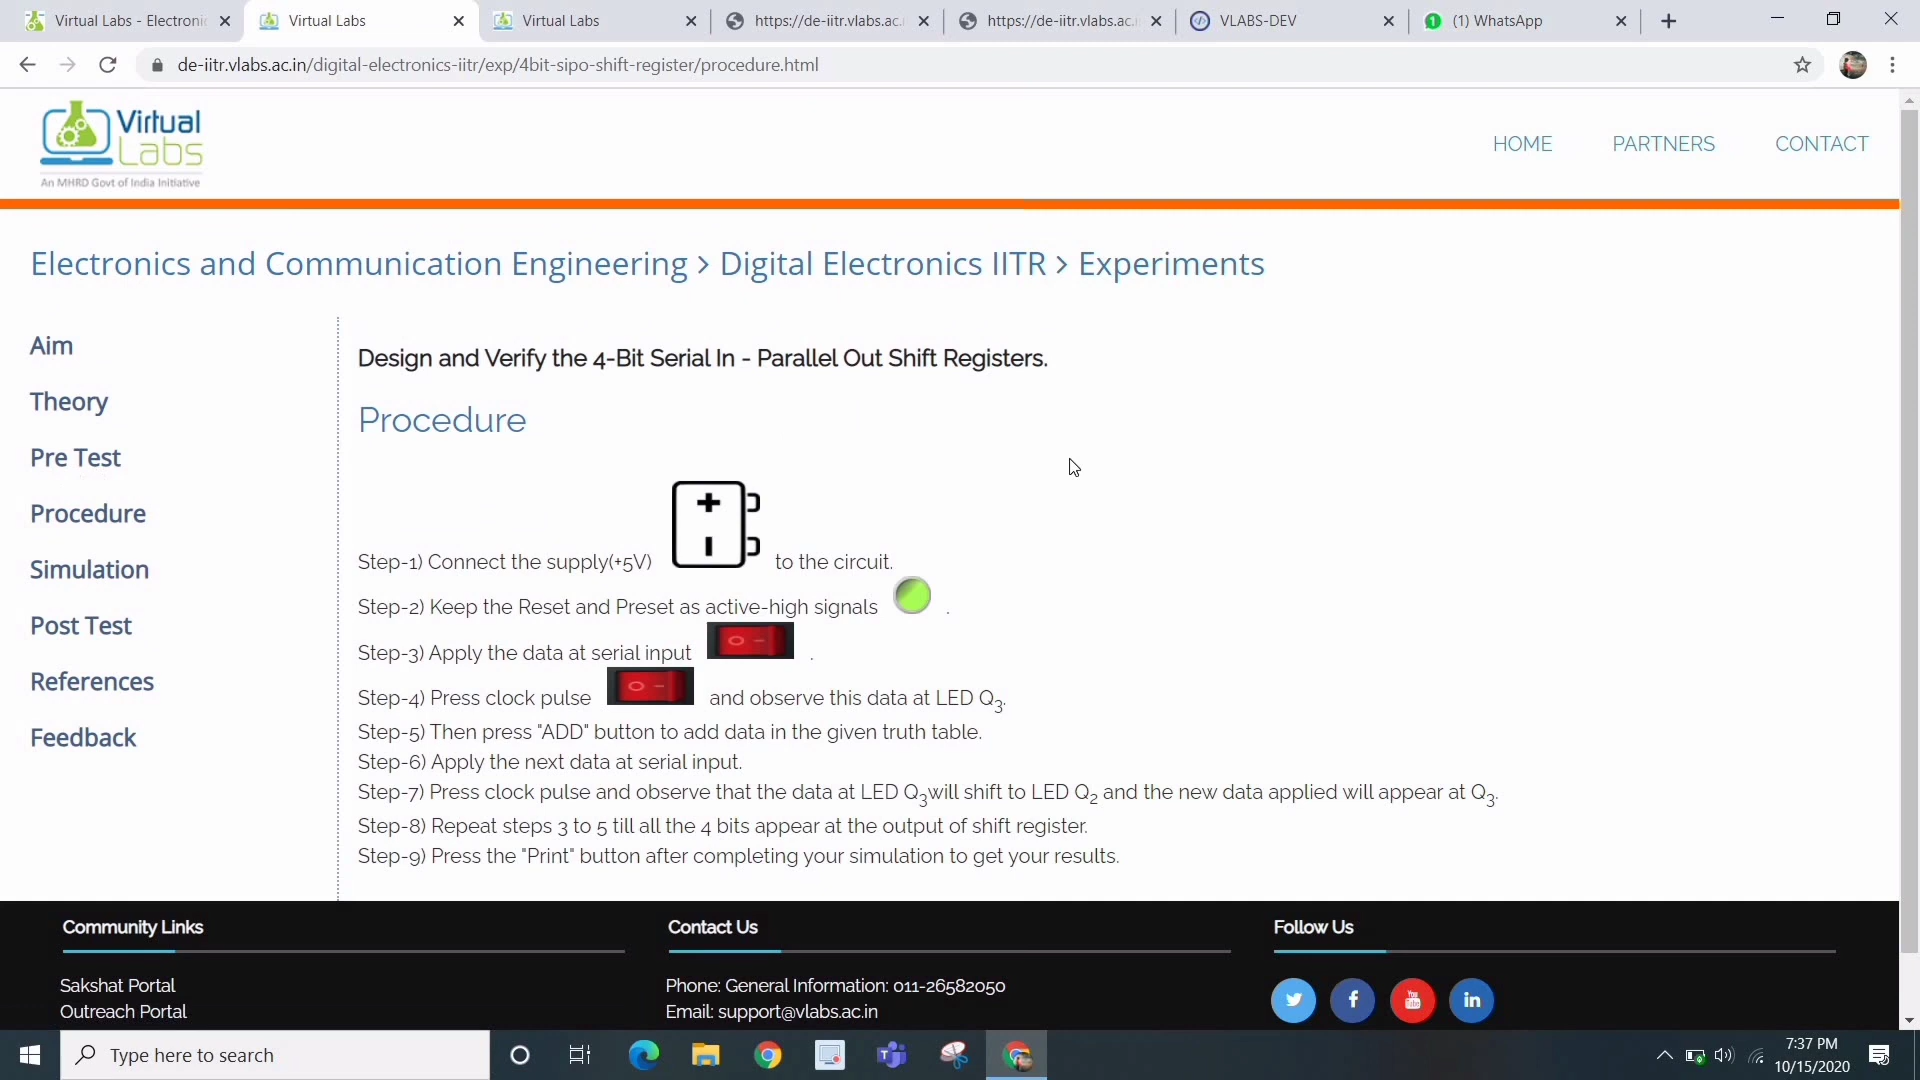 Virtual Labs - Electronic
Virtual Labs
Virtual Labs
https://de-iitr.vlabs.ac.
https://de-iitr.vlabs.ac.
VLABS-DEV
(1) WhatsApp
de-iitr.vlabs.ac.in/digital-electronics-iitr/exp/4bit-sipo-shift-register/procedure.html
Virtual
Labs
An MHRD Govt of India Initiative
HOME
PARTNERS
CONTACT
Electronics and Communication Engineering > Digital Electronics IITR > Experiments
Aim
Theory
Pre Test
Procedure
Simulation
Post Test
References
Feedback
Design and Verify the 4-Bit Serial In - Parallel Out Shift Registers.
Procedure
Step-1) Connect the supply(+5V) to the circuit.
Step-2) Keep the Reset and Preset as active-high signals .
Step-3) Apply the data at serial input .
Step-4) Press clock pulse and observe this data at LED Q3.
Step-5) Then press "ADD" button to add data in the given truth table.
Step-6) Apply the next data at serial input.
Step-7) Press clock pulse and observe that the data at LED Q3will shift to LED Q2 and the new data applied will appear at Q3.
Step-8) Repeat steps 3 to 5 till all the 4 bits appear at the output of shift register.
Step-9) Press the "Print" button after completing your simulation to get your results.
Community Links
Sakshat Portal
Outreach Portal
Contact Us
Phone: General Information: 011-26582050
Email: support@vlabs.ac.in
Follow Us
Type here to search
7:37 PM
10/15/2020